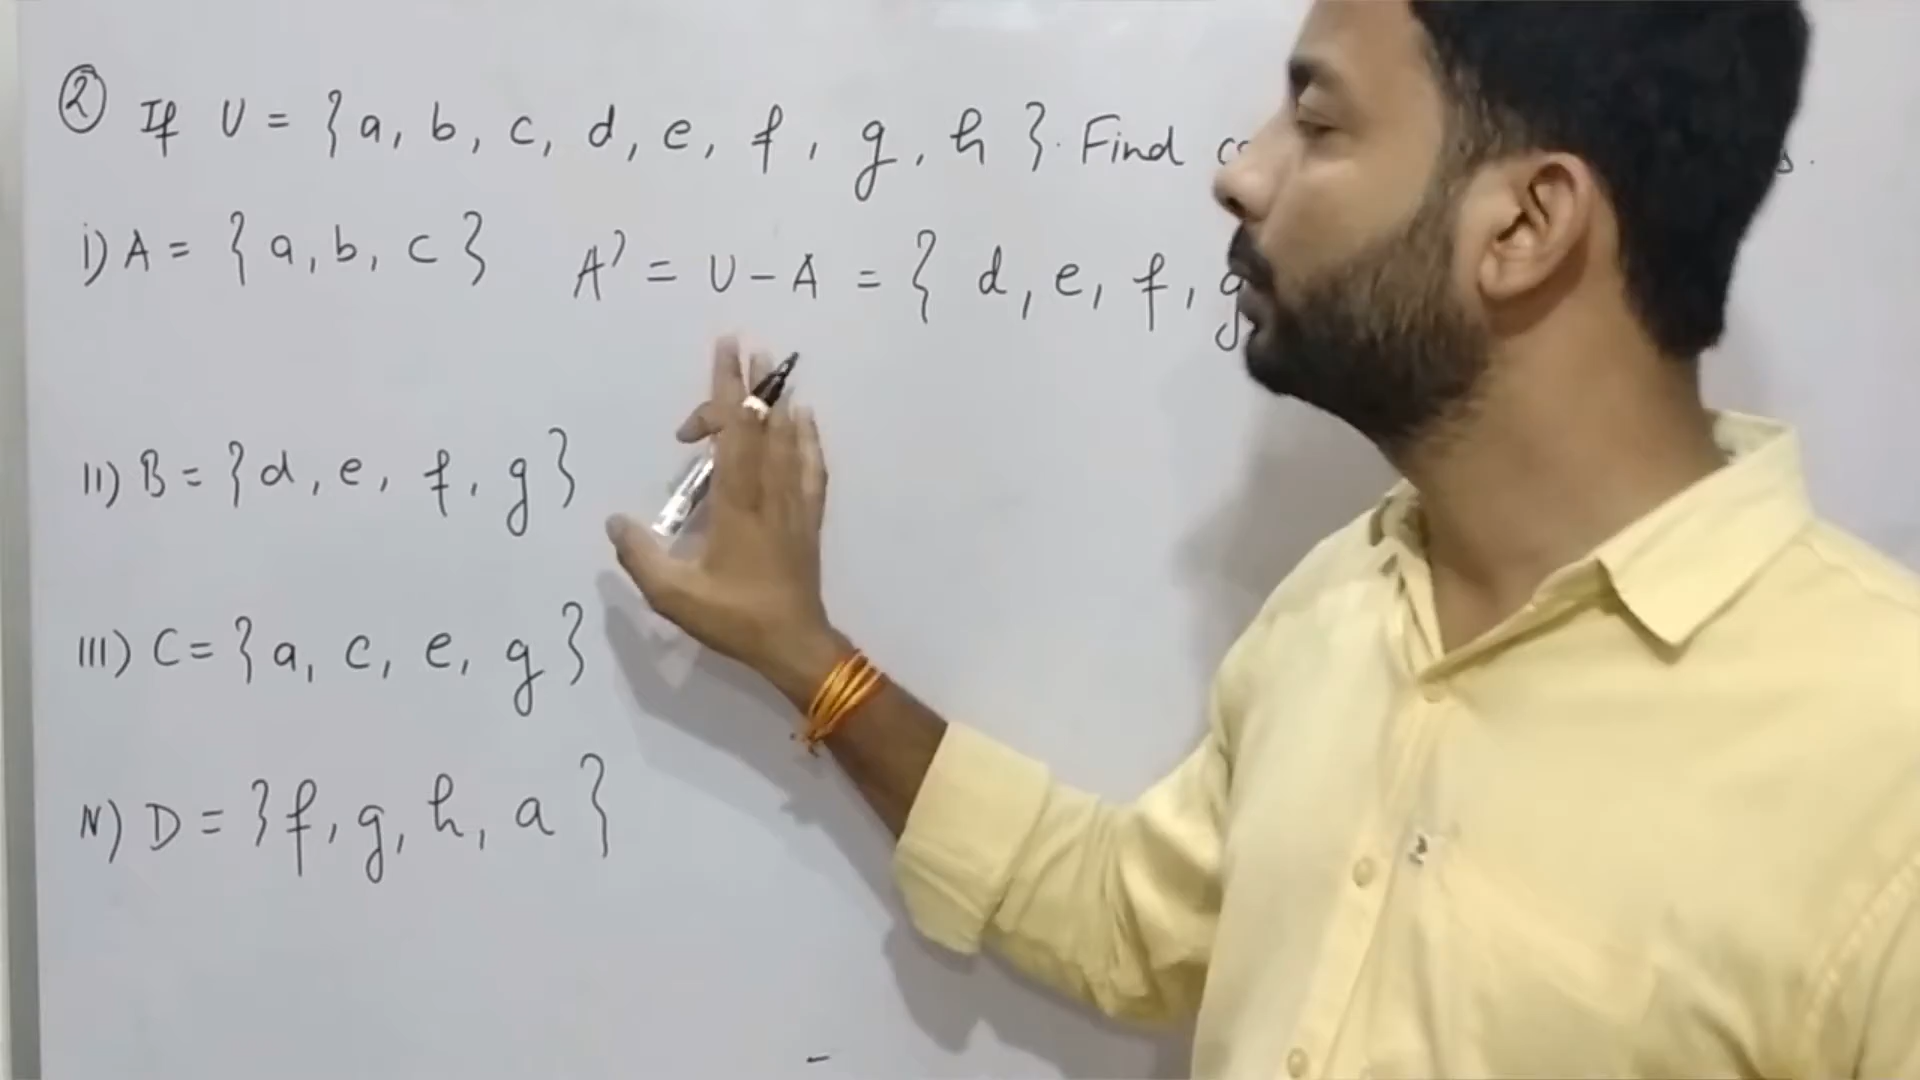 ② If U = {a, b, c, d, e, f, g, h}. Find
i) A = {a, b, c} A' = U - A = { d, e, f, g
II) B = {d, e, f, g}
III) C = {a, c, e, g}
IV) D = }f, g, h, a }